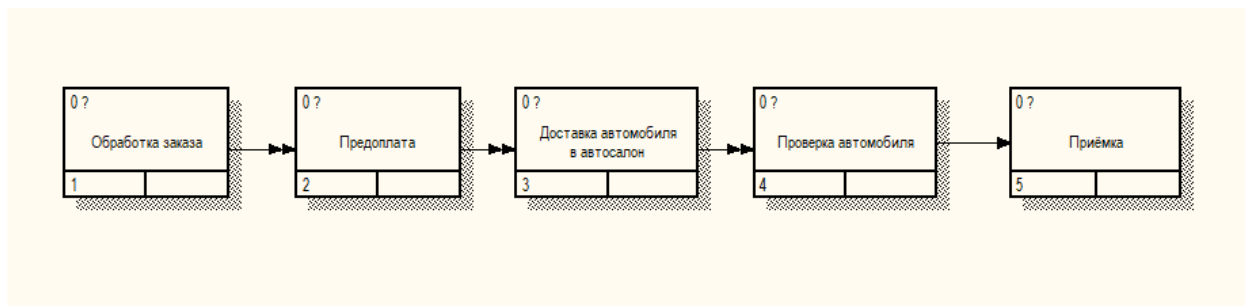 0 ?
Обработка заказа
1
0 ?
Предоплата
2
0 ?
Доставка автомобиля
в автосалон
3
0 ?
Проверка автомобиля
4
0 ?
Приёмка
5